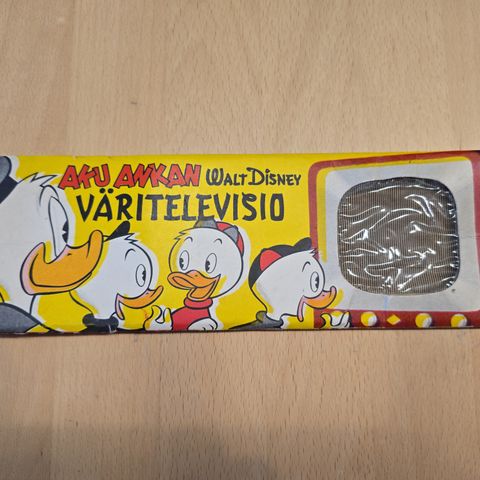 AKU ANKAN WALT DISNEY
VÄRITELEVISIO